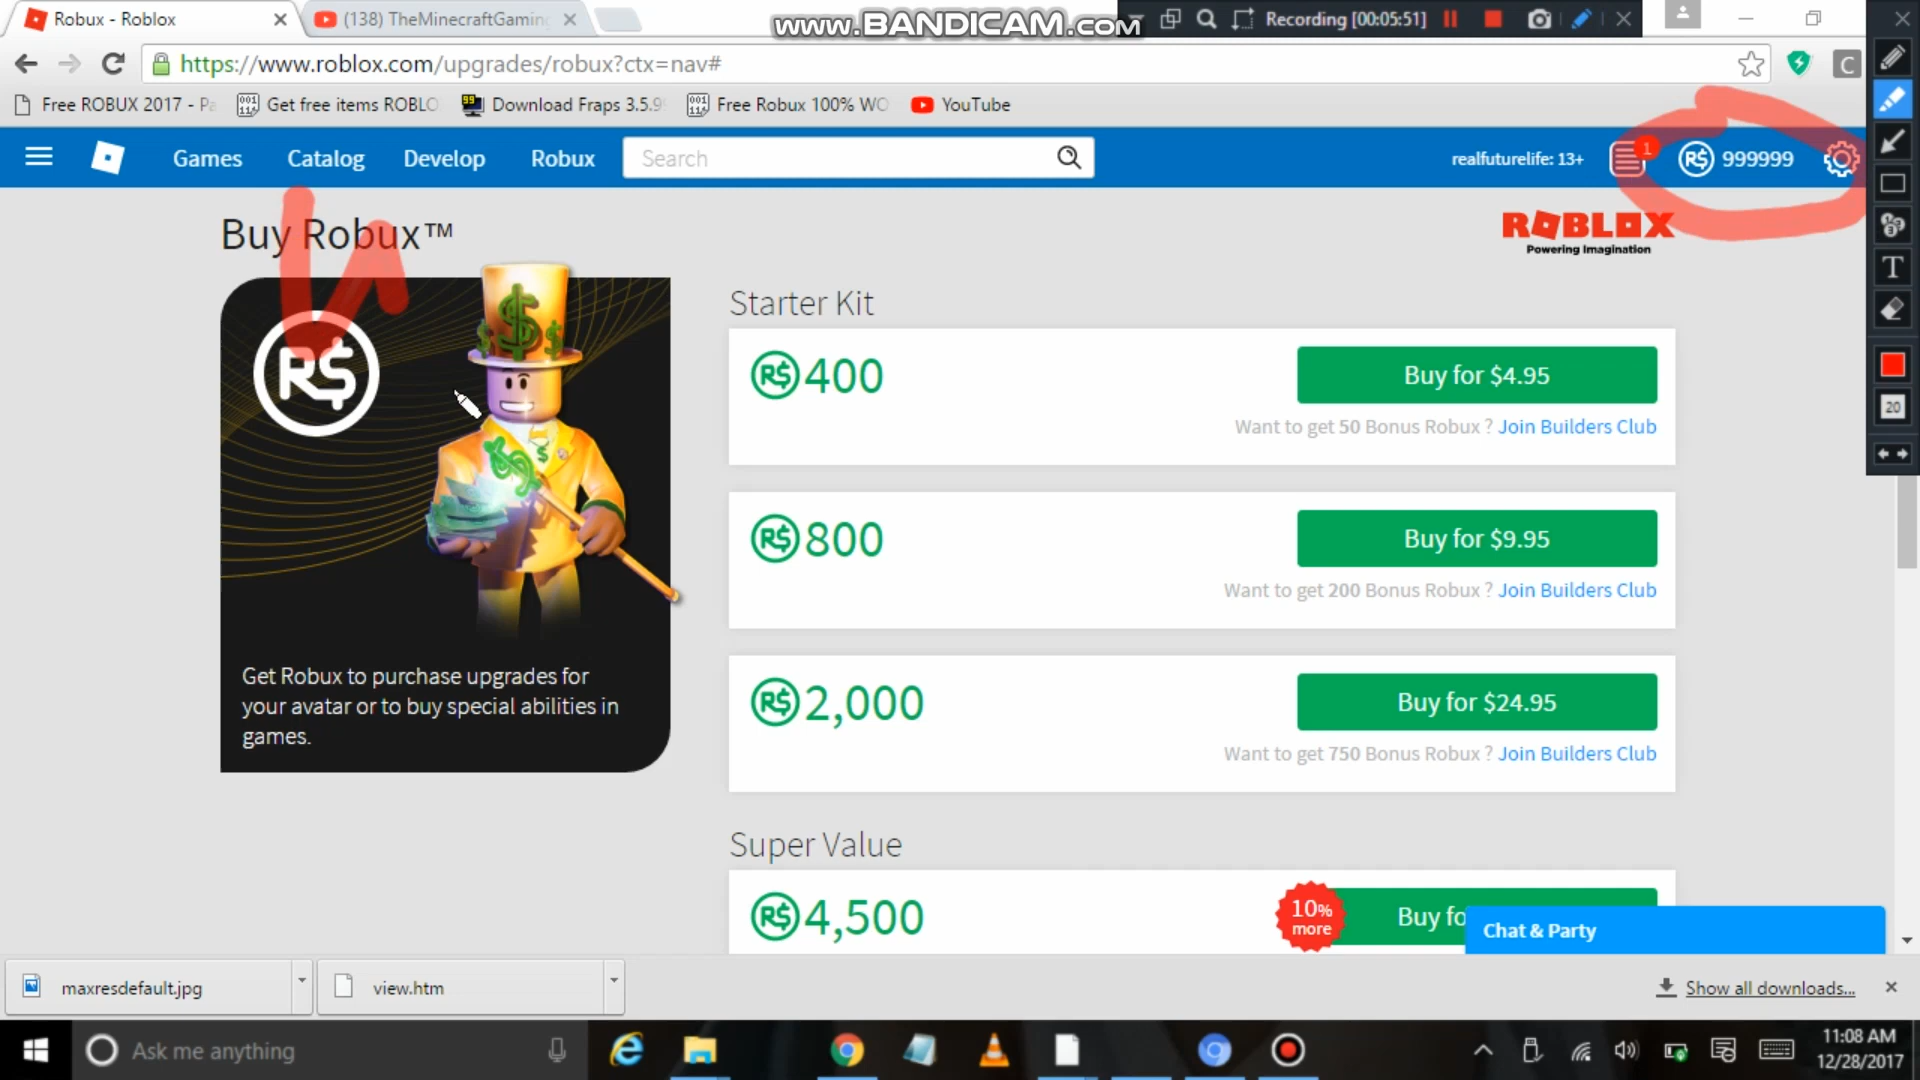 Robux - Roblox
(138) TheMinecraftGaming
www.BANDICAM.com
Recording [00:05:51]
https://www.roblox.com/upgrades/robux?ctx=nav#
C
Free ROBUX 2017 - Pa
Get free items ROBLO
Download Fraps 3.5.9
Free Robux 100% WO
YouTube
Games
Catalog
Develop
Robux
Search
realfuturelife: 13+
1
R$ 999999
Buy Robux™
ROBLOX
Powering Imagination
R$
Get Robux to purchase upgrades for
your avatar or to buy special abilities in
games.
Starter Kit
R$ 400
Buy for $4.95
Want to get 50 Bonus Robux ? Join Builders Club
R$ 800
Buy for $9.95
Want to get 200 Bonus Robux ? Join Builders Club
R$ 2,000
Buy for $24.95
Want to get 750 Bonus Robux ? Join Builders Club
Super Value
R$ 4,500
10%
more
Buy fo
Chat & Party
T
20
maxresdefault.jpg
view.htm
Show all downloads...
Ask me anything
11:08 AM
12/28/2017